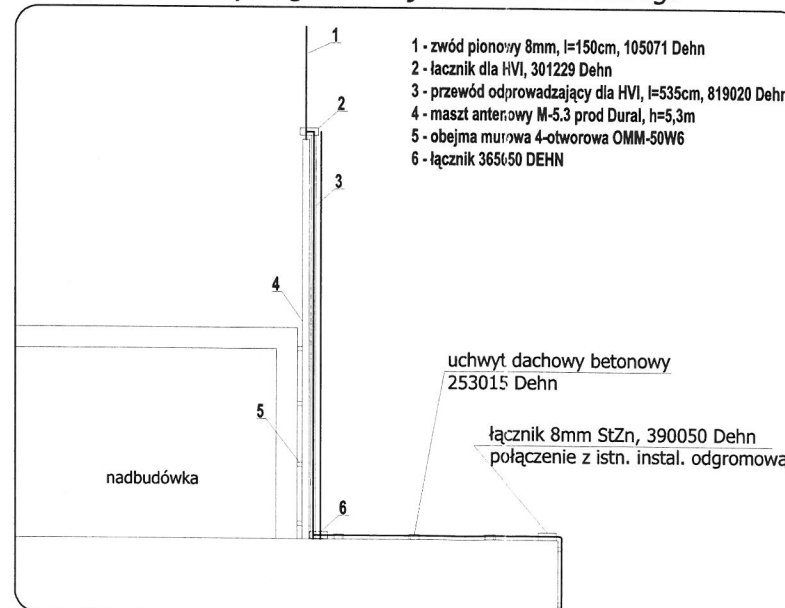 1
1 - zwód pionowy 8mm, l=150cm, 105071 Dehn
2 - łacznik dla HVI, 301229 Dehn
3 - przewód odprowadzający dla HVI, l=535cm, 819020 Dehn
4 - maszt antenowy M-5.3 prod Dural, h=5,3m
5 - obejma murowa 4-otworowa OMM-50W6
6 - łącznik 365050 DEHN
2
3
4
uchwyt dachowy betonowy
253015 Dehn
5
łącznik 8mm StZn, 390050 Dehn
połączenie z istn. instal. odgromowa
nadbudówka
6